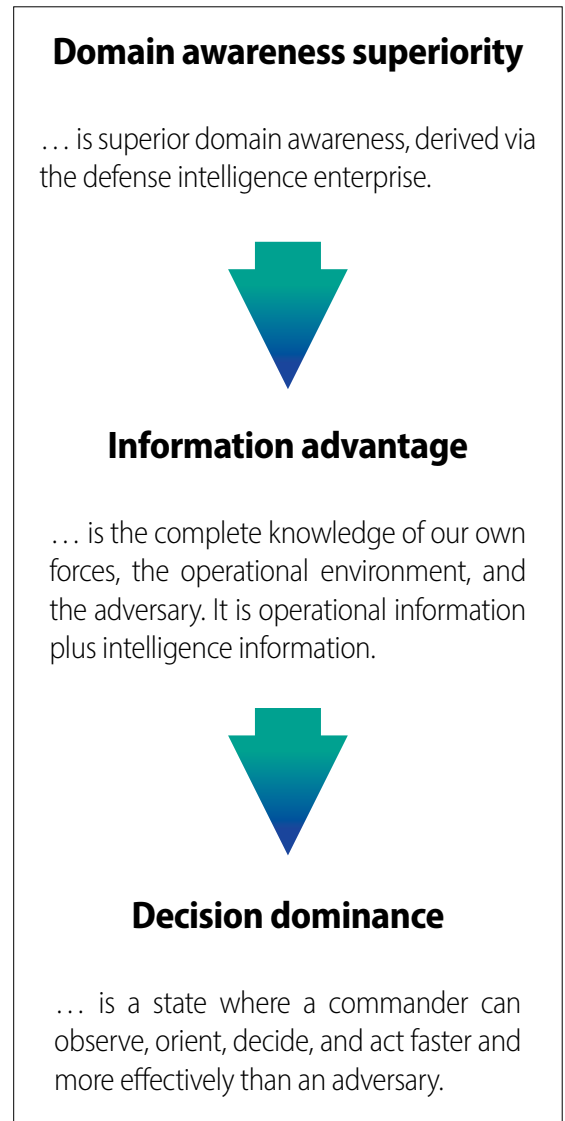 Domain awareness superiority
… is superior domain awareness, derived via
the defense intelligence enterprise.
Information advantage
… is the complete knowledge of our own
forces, the operational environment, and
the adversary. It is operational information
plus intelligence information.
Decision dominance
… is a state where a commander can
observe, orient, decide, and act faster and
more effectively than an adversary.